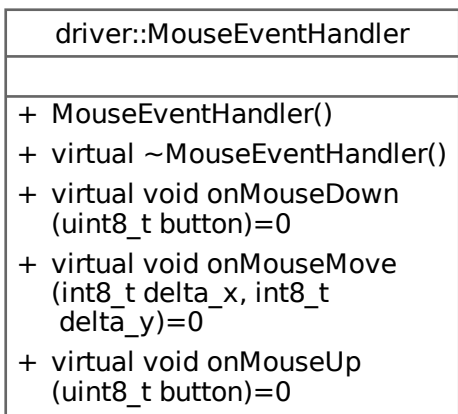 driver::MouseEventHandler
+ MouseEventHandler()
+ virtual ~MouseEventHandler()
+ virtual void onMouseDown
(uint8_t button)=0
+ virtual void onMouseMove
(int8_t delta_x, int8_t
delta_y)=0
+ virtual void onMouseUp
(uint8_t button)=0